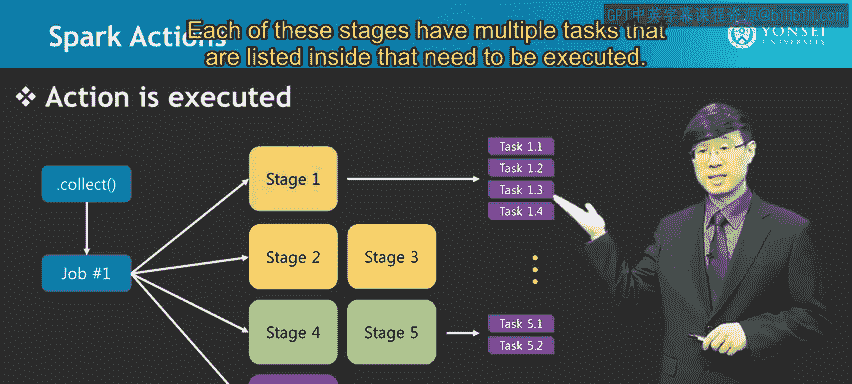 Spark Actions
Each of these stages have multiple tasks that
are listed inside that need to be executed.
YONSEI
UNIVERSITY
❖ Action is executed
.collect()
Job #1
Stage 1
Stage 2
Stage 3
Stage 4
Stage 5
Task 1.1
Task 1.2
Task 1.3
Task 1.4
Task 5.1
Task 5.2